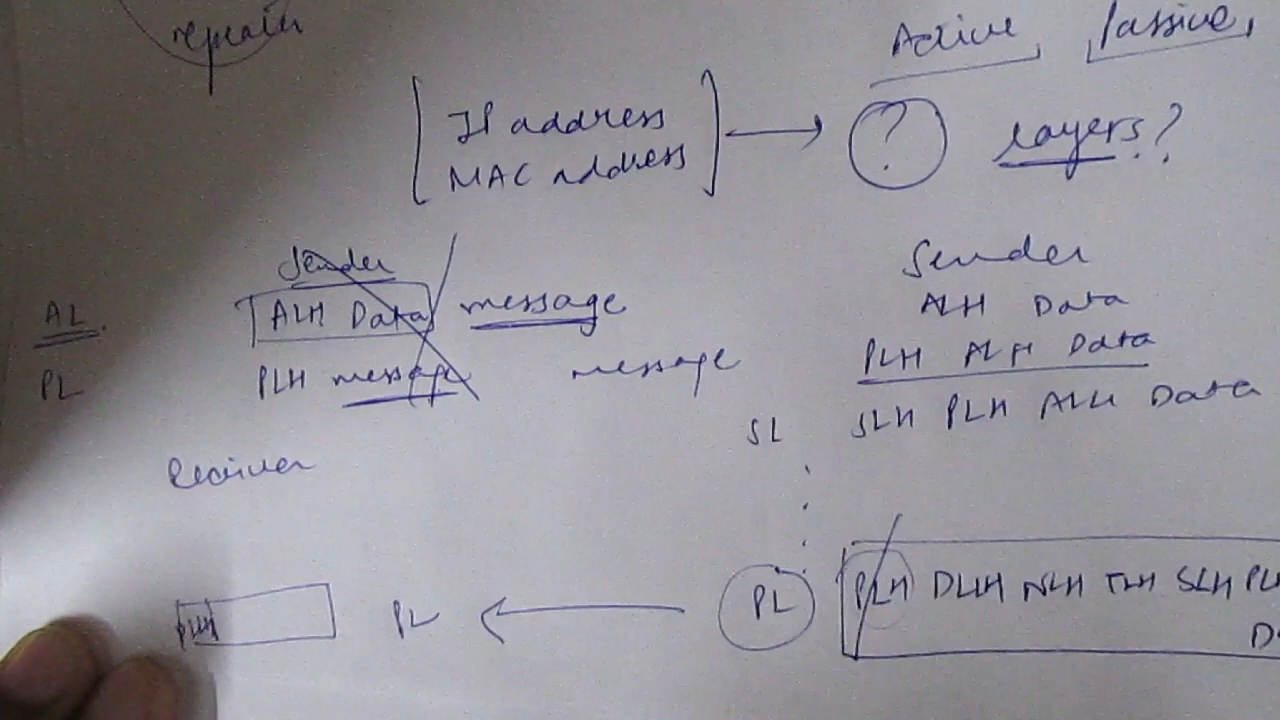 repeater
Active, Passive,
IP address
MAC address
? layers??
Sender
AL. ALH Data message
PL PLH message message
Sender
ALH Data
PLH ALH Data
SL SLH PLH ALH Data
Receiver
PLH PL
PL PLH DLLH NLH TLH SLH PL
D